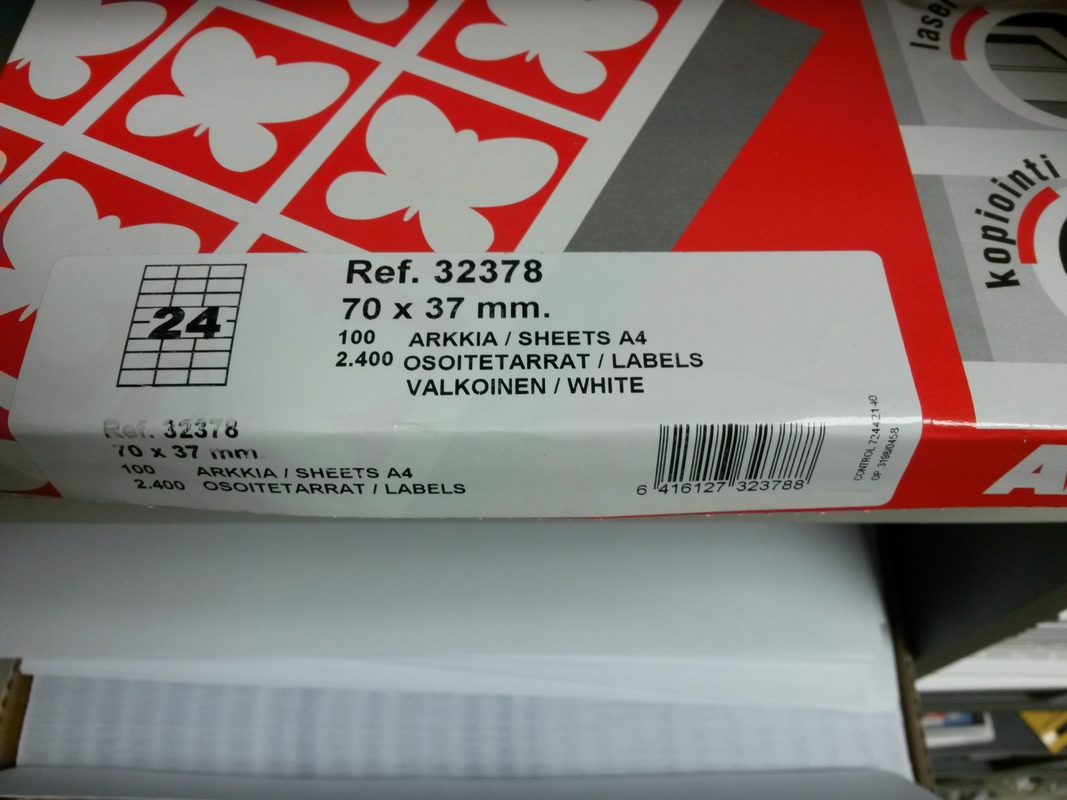 kopiointi
24
Ref. 32378
70 x 37 mm.
100 ARKKIA / SHEETS A4
2.400 OSOITETARRAT / LABELS
VALKOINEN / WHITE
Ref. 32378
70 x 37 mm.
100 ARKKIA / SHEETS A4
2.400 OSOITETARRAT / LABELS
6 416127 323788